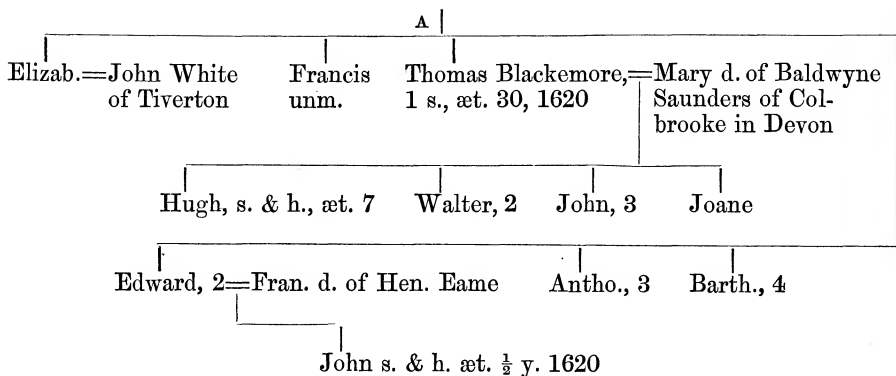 A
Elizab.=John White of Tiverton
Francis unm.
Thomas Blackemore,=Mary d. of Baldwyne
1 s., æt. 30, 1620
Saunders of Col-
brooke in Devon
Hugh, s. & h., æt. 7
Walter, 2
John, 3
Joane
Edward, 2=Fran. d. of Hen. Eame
Antho., 3
Barth., 4
John s. & h. æt. ½ y. 1620